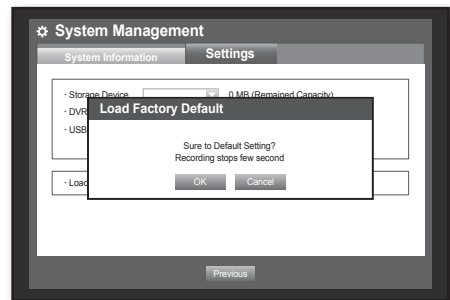 System Management
System Information
Settings
· Storage Device
0 MB (Remained Capacity)
· DVR
· USB
Load Factory Default
Sure to Default Setting?
Recording stops few second
OK
Cancel
· Load
Previous